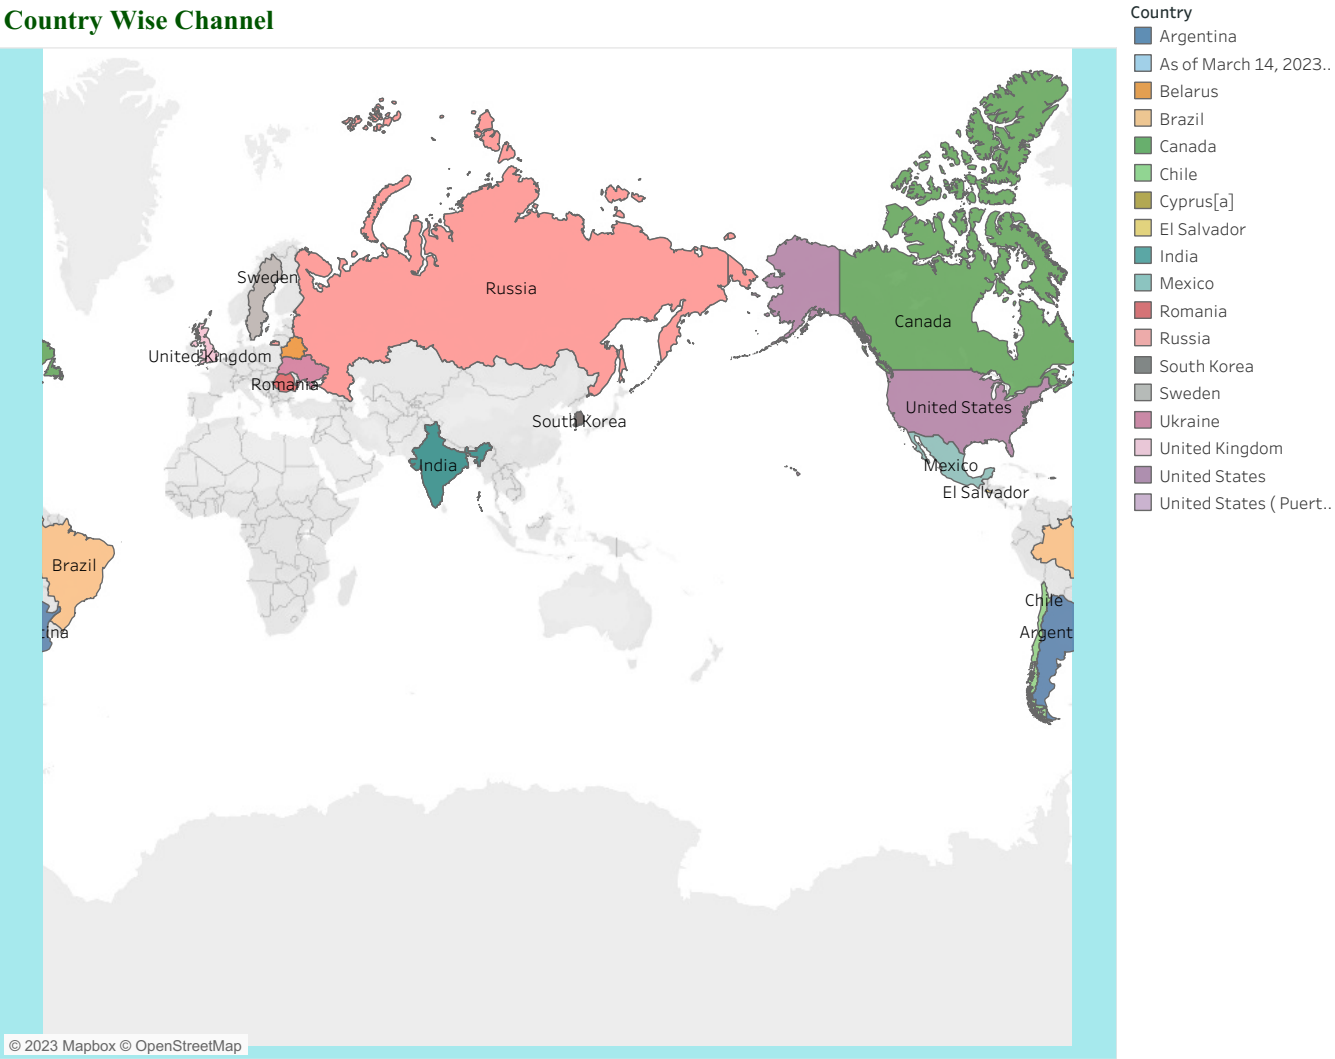 Country Wise Channel
Country
Argentina
As of March 14, 2023..
Belarus
Brazil
Canada
Chile
Cyprus[a]
El Salvador
India
Mexico
Romania
Russia
South Korea
Sweden
Ukraine
United Kingdom
United States
United States ( Puert..
Sweden
Russia
Canada
United Kingdom
Romania
United States
South Korea
India
Mexico
El Salvador
Brazil
Chile
tina
Argent
© 2023 Mapbox © OpenStreetMap